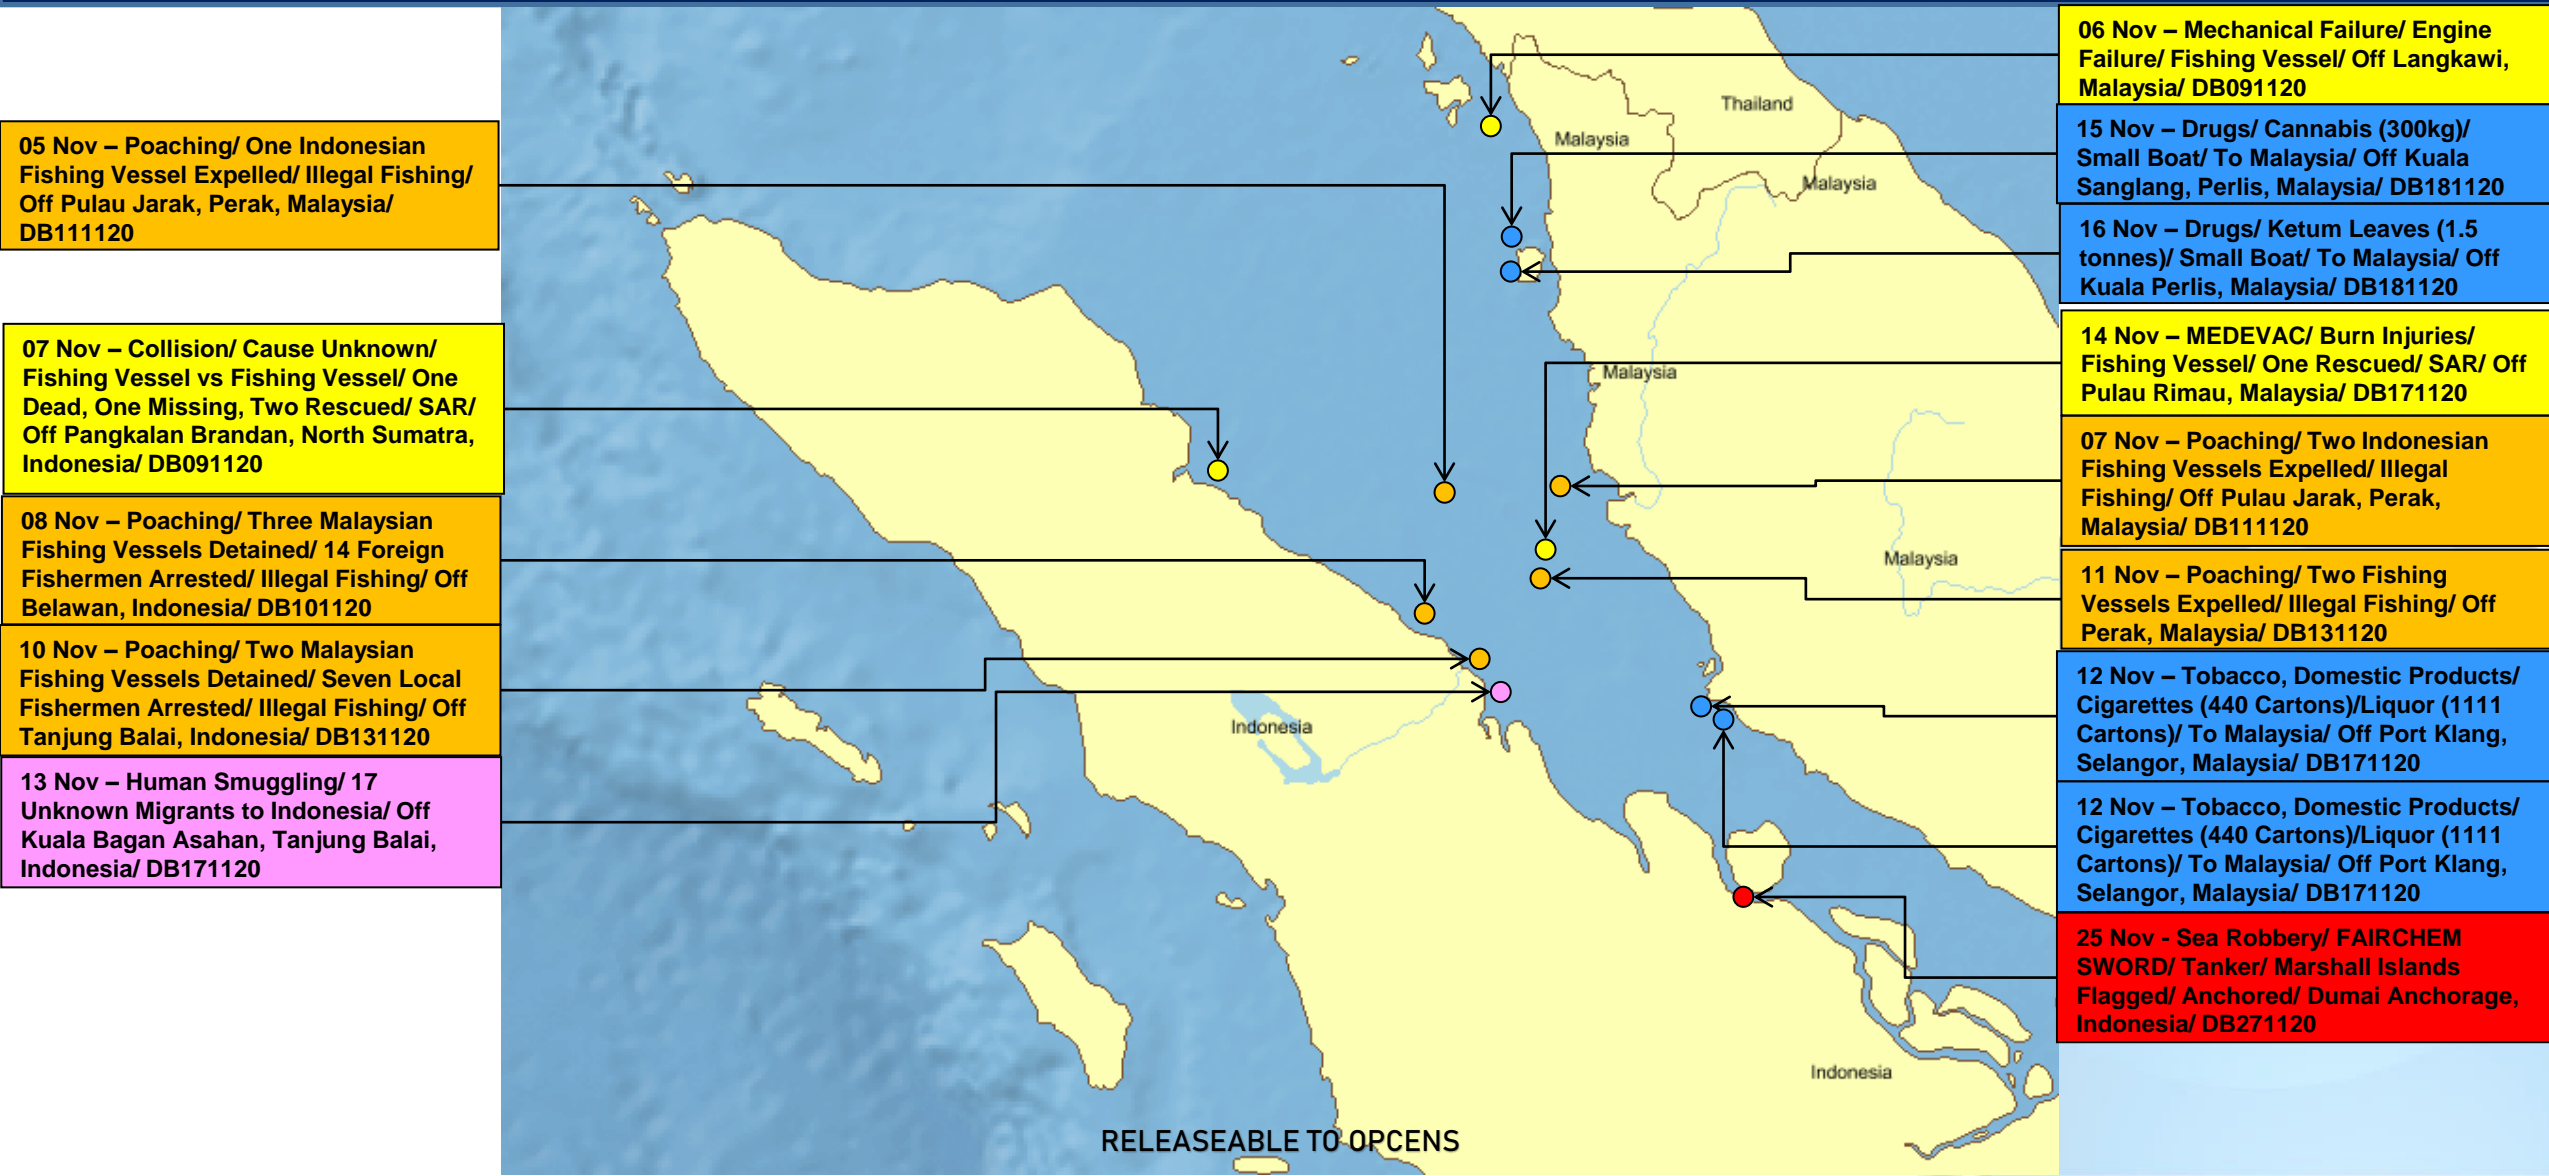 05 Nov – Poaching/ One Indonesian
Fishing Vessel Expelled/ Illegal Fishing/
Off Pulau Jarak, Perak, Malaysia/
DB111120
07 Nov – Collision/ Cause Unknown/
Fishing Vessel vs Fishing Vessel/ One
Dead, One Missing, Two Rescued/ SAR/
Off Pangkalan Brandan, North Sumatra,
Indonesia/ DB091120
08 Nov – Poaching/ Three Malaysian
Fishing Vessels Detained/ 14 Foreign
Fishermen Arrested/ Illegal Fishing/ Off
Belawan, Indonesia/ DB101120
10 Nov – Poaching/ Two Malaysian
Fishing Vessels Detained/ Seven Local
Fishermen Arrested/ Illegal Fishing/ Off
Tanjung Balai, Indonesia/ DB131120
13 Nov – Human Smuggling/ 17
Unknown Migrants to Indonesia/ Off
Kuala Bagan Asahan, Tanjung Balai,
Indonesia/ DB171120
Thailand
Malaysia
Malaysia
Malaysia
Malaysia
Indonesia
Indonesia
RELEASEABLE TO OPCENS
06 Nov – Mechanical Failure/ Engine
Failure/ Fishing Vessel/ Off Langkawi,
Malaysia/ DB091120
15 Nov – Drugs/ Cannabis (300kg)/
Small Boat/ To Malaysia/ Off Kuala
Sanglang, Perlis, Malaysia/ DB181120
16 Nov – Drugs/ Ketum Leaves (1.5
tonnes)/ Small Boat/ To Malaysia/ Off
Kuala Perlis, Malaysia/ DB181120
14 Nov – MEDEVAC/ Burn Injuries/
Fishing Vessel/ One Rescued/ SAR/ Off
Pulau Rimau, Malaysia/ DB171120
07 Nov – Poaching/ Two Indonesian
Fishing Vessels Expelled/ Illegal
Fishing/ Off Pulau Jarak, Perak,
Malaysia/ DB111120
11 Nov – Poaching/ Two Fishing
Vessels Expelled/ Illegal Fishing/ Off
Perak, Malaysia/ DB131120
12 Nov – Tobacco, Domestic Products/
Cigarettes (440 Cartons)/Liquor (1111
Cartons)/ To Malaysia/ Off Port Klang,
Selangor, Malaysia/ DB171120
12 Nov – Tobacco, Domestic Products/
Cigarettes (440 Cartons)/Liquor (1111
Cartons)/ To Malaysia/ Off Port Klang,
Selangor, Malaysia/ DB171120
25 Nov - Sea Robbery/ FAIRCHEM
SWORD/ Tanker/ Marshall Islands
Flagged/ Anchored/ Dumai Anchorage,
Indonesia/ DB271120